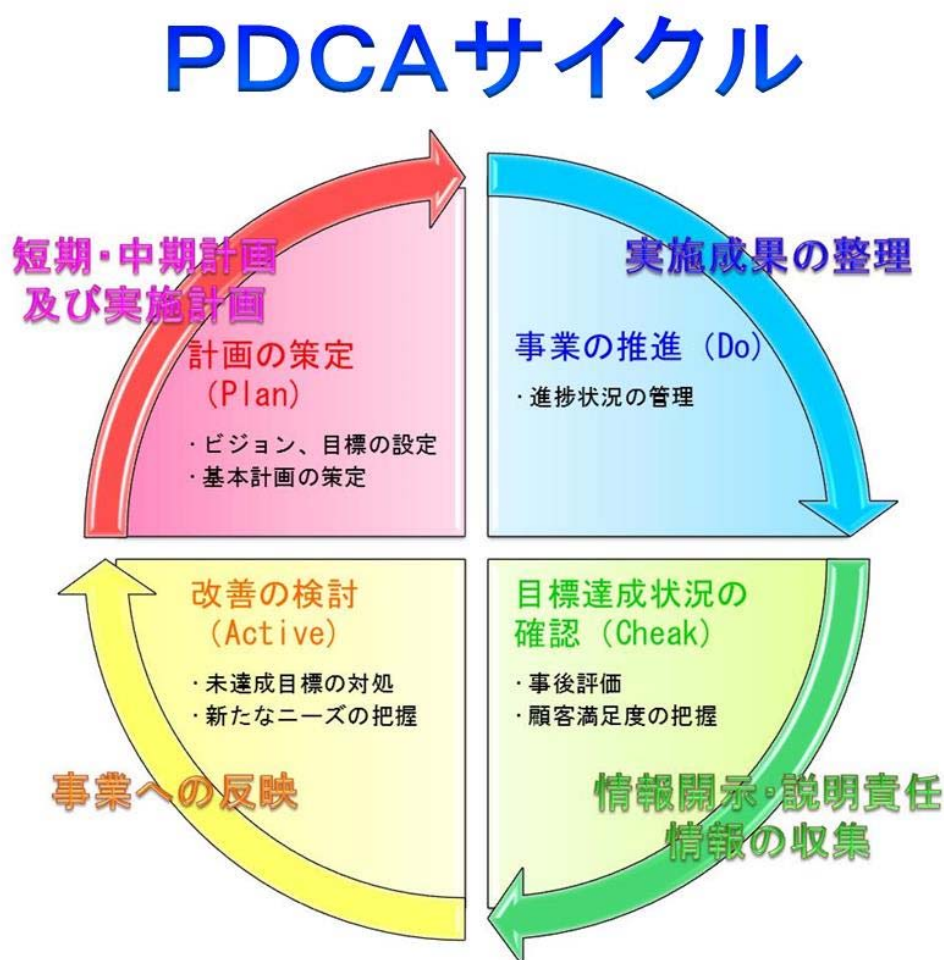 PDCAサイクル
短期・中期計画
及び実施計画
計画の策定
(Plan)
・ビジョン、目標の設定
・基本計画の策定
実施成果の整理
事業の推進 (Do)
・進捗状況の管理
目標達成状況の
確認 (Cheak)
・事後評価
・顧客満足度の把握
情報開示・説明責任
情報の収集
改善の検討
(Active)
・未達成目標の対処
・新たなニーズの把握
事業への反映